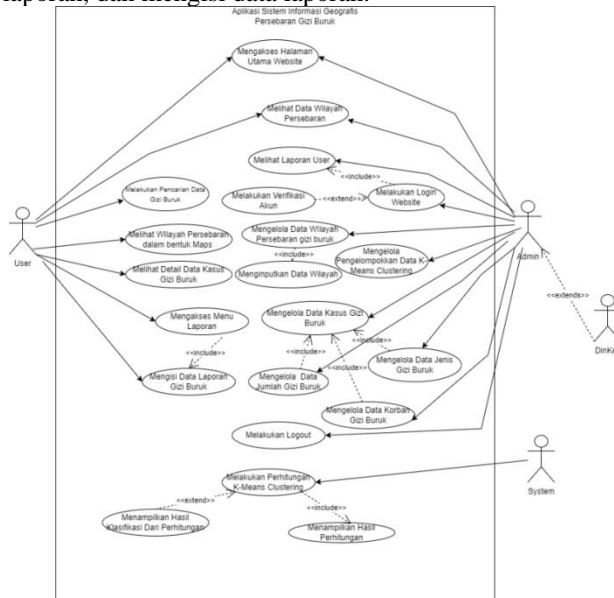 laporan, dan mengisi data laporan.
Aplikasi Sistem Informasi Geografis
Persebaran Gizi Buruk
Mengakses Halaman
Utama Website
Melihat Data Wilayah
Persebaran
Melihat Laporan User
<<include>>
Melakukan Pencarian Data
Gizi Buruk
Melakukan Verifikasi
Akun
<<extend>>
Melakukan Login
Website
User
Admin
Melihat WIlayah Persebaran
dalam bentuk Maps
Mengelola Data WIlayah
Persebaran gizi buruk
<<include>>
Mengelola
Pengelompokkan Data K-
Means Clustering
Melihat Detail Data Kasus
Gizi Buruk
Menginputkan Data Wilayah
<<extends>>
Mengakses Menu
Laporan
Mengelola Data Kasus Gizi
Buruk
DinKe
<<include>>
<<include>>
<<include>>
Mengelola Data Jenis
Gizi Buruk
Mengisi Data Laporan
Gizi Buruk
Mengelola Data
Jumlah Gizi Buruk
<<include>>
Mengelola Data Korban
Gizi Buruk
Melakukan Logout
Melakukan Perhitungan
K-Means Clustering
System
<<extend>>
<<include>>
Menampilkan Hasil
Klasifikasi Dari Perhitungan
Menampilkan Hasil
Perhitungan